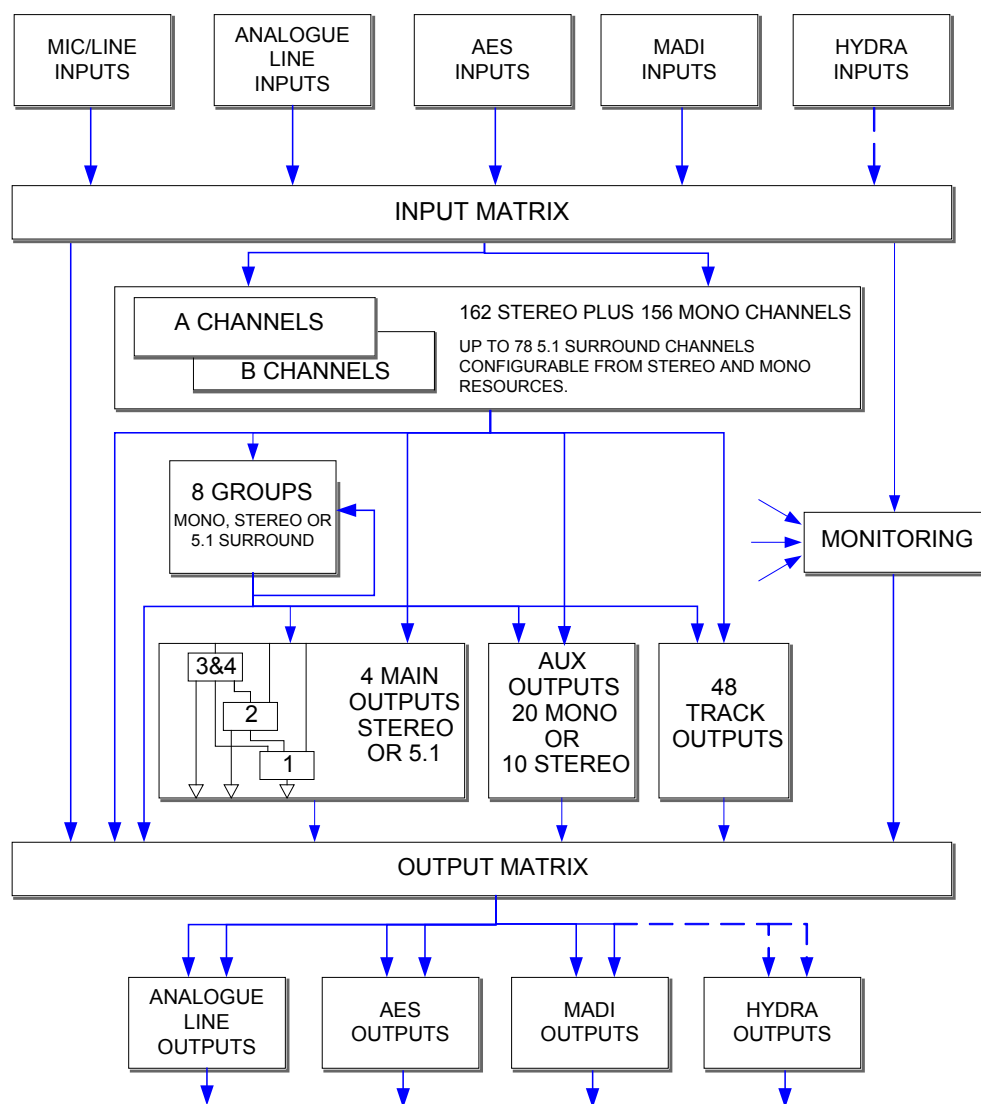 MIC/LINE
INPUTS
ANALOGUE
LINE
INPUTS
AES
INPUTS
MADI
INPUTS
HYDRA
INPUTS
INPUT MATRIX
A CHANNELS
B CHANNELS
162 STEREO PLUS 156 MONO CHANNELS
UP TO 78 5.1 SURROUND CHANNELS
CONFIGURABLE FROM STEREO AND MONO
RESOURCES.
8 GROUPS
MONO, STEREO OR
5.1 SURROUND
MONITORING
3&4
2
1
4 MAIN
OUTPUTS
STEREO
OR 5.1
AUX
OUTPUTS
20 MONO
OR
10 STEREO
48
TRACK
OUTPUTS
OUTPUT MATRIX
ANALOGUE
LINE
OUTPUTS
AES
OUTPUTS
MADI
OUTPUTS
HYDRA
OUTPUTS